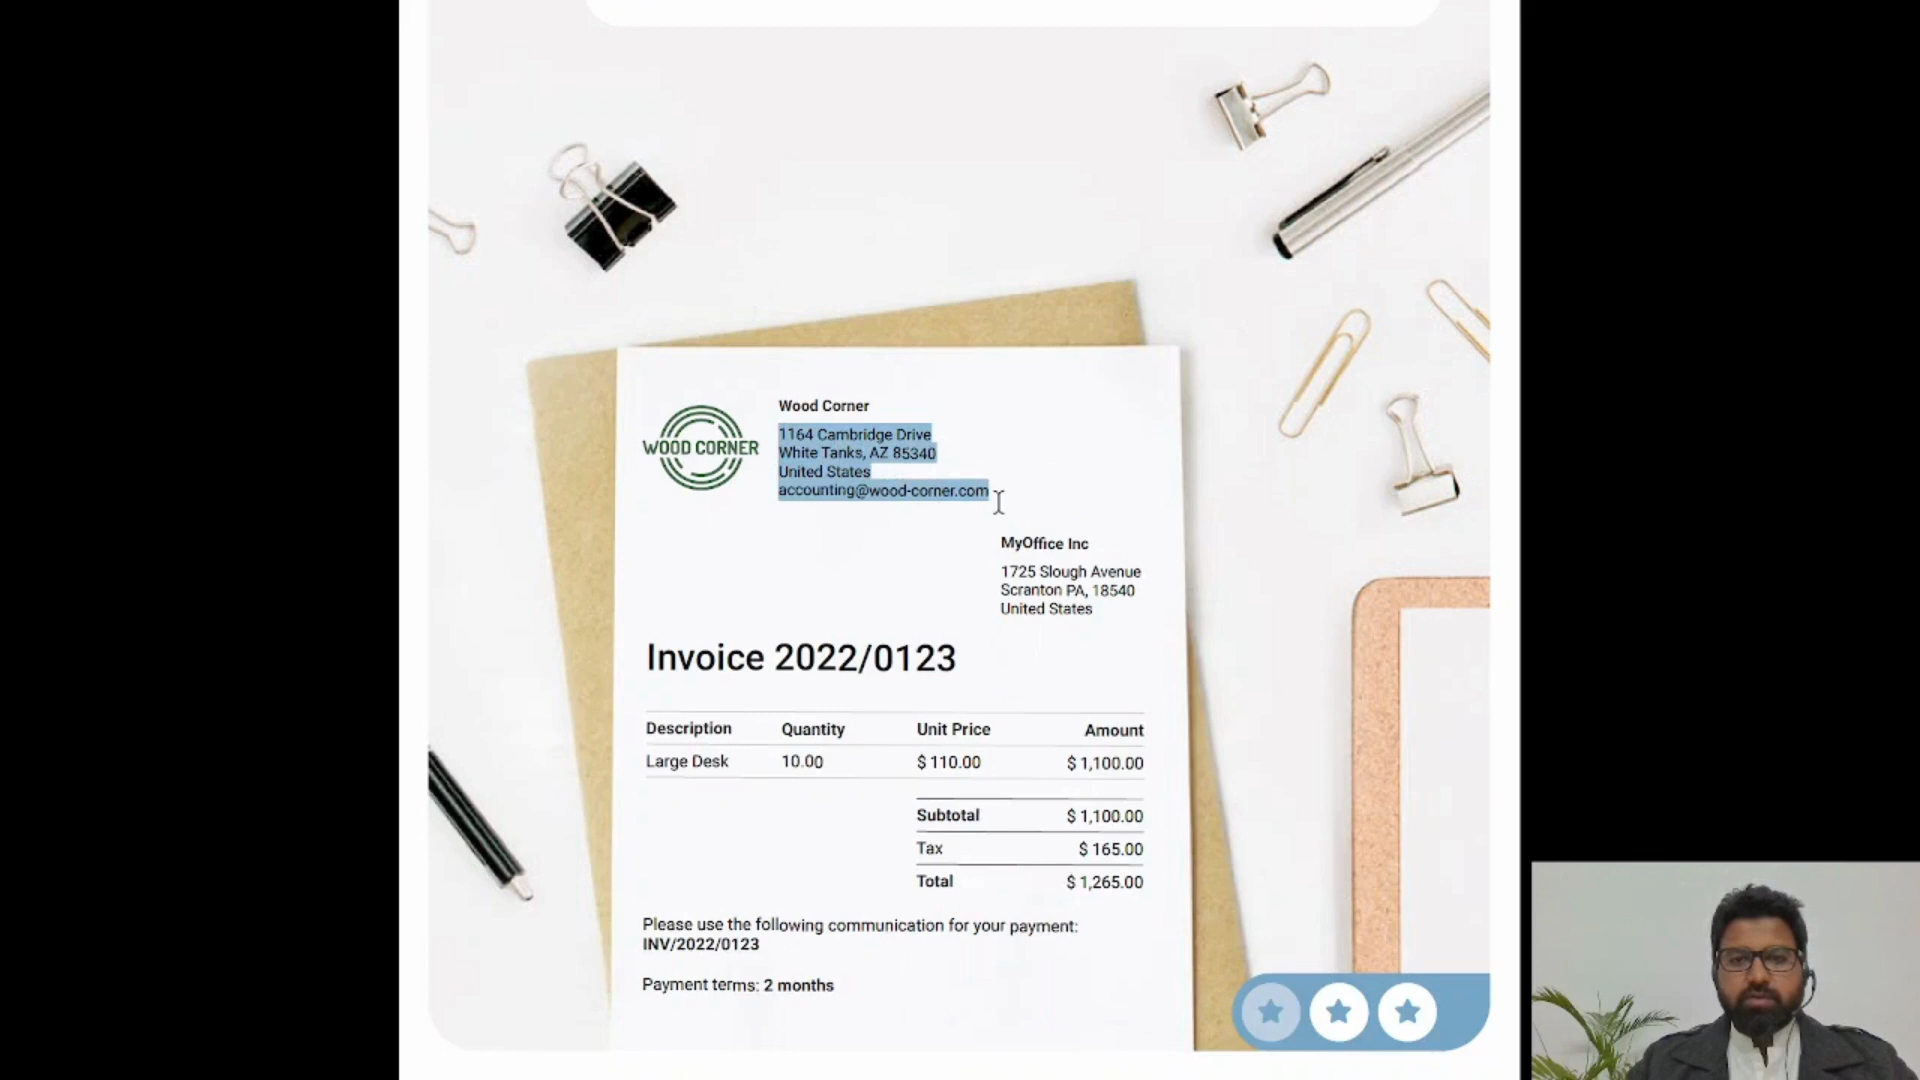 WOOD CORNER
Wood Corner
1164 Cambridge Drive
White Tanks, AZ 85340
United States
accounting@wood-corner.com
MyOffice Inc
1725 Slough Avenue
Scranton PA, 18540
United States
Invoice 2022/0123
Description Quantity Unit Price Amount
Large Desk 10.00 $ 110.00 $ 1,100.00
Subtotal $ 1,100.00
Tax $ 165.00
Total $ 1,265.00
Please use the following communication for your payment:
INV/2022/0123
Payment terms: 2 months